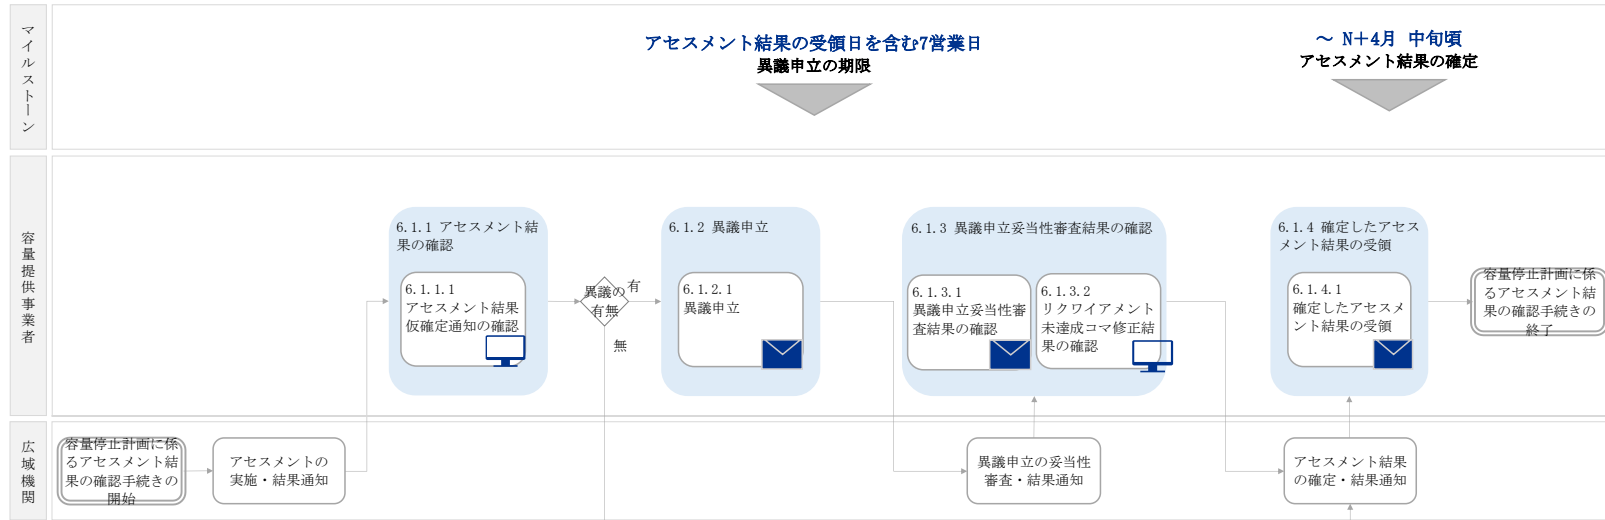 マイルストーン
アセスメント結果の受領日を含む7営業日
異議申立の期限
～ N+4月 中旬頃
アセスメント結果の確定
容量提供事業者
6.1.1 アセスメント結
果の確認
6.1.1.1
アセスメント結果
仮確定通知の確認
異議の
有無
有
無
6.1.2 異議申立
6.1.2.1
異議申立
6.1.3 異議申立妥当性審査結果の確認
6.1.3.1
異議申立妥当性審
査結果の確認
6.1.3.2
リクワイアメント
未達成コマ修正結
果の確認
6.1.4 確定したアセス
メント結果の受領
6.1.4.1
確定したアセスメ
ント結果の受領
容量停止計画に係
るアセスメント結
果の確認手続きの
終了
広域機関
容量停止計画に係
るアセスメント結
果の確認手続きの
開始
アセスメントの
実施・結果通知
異議申立の妥当性
審査・結果通知
アセスメント結果
の確定・結果通知